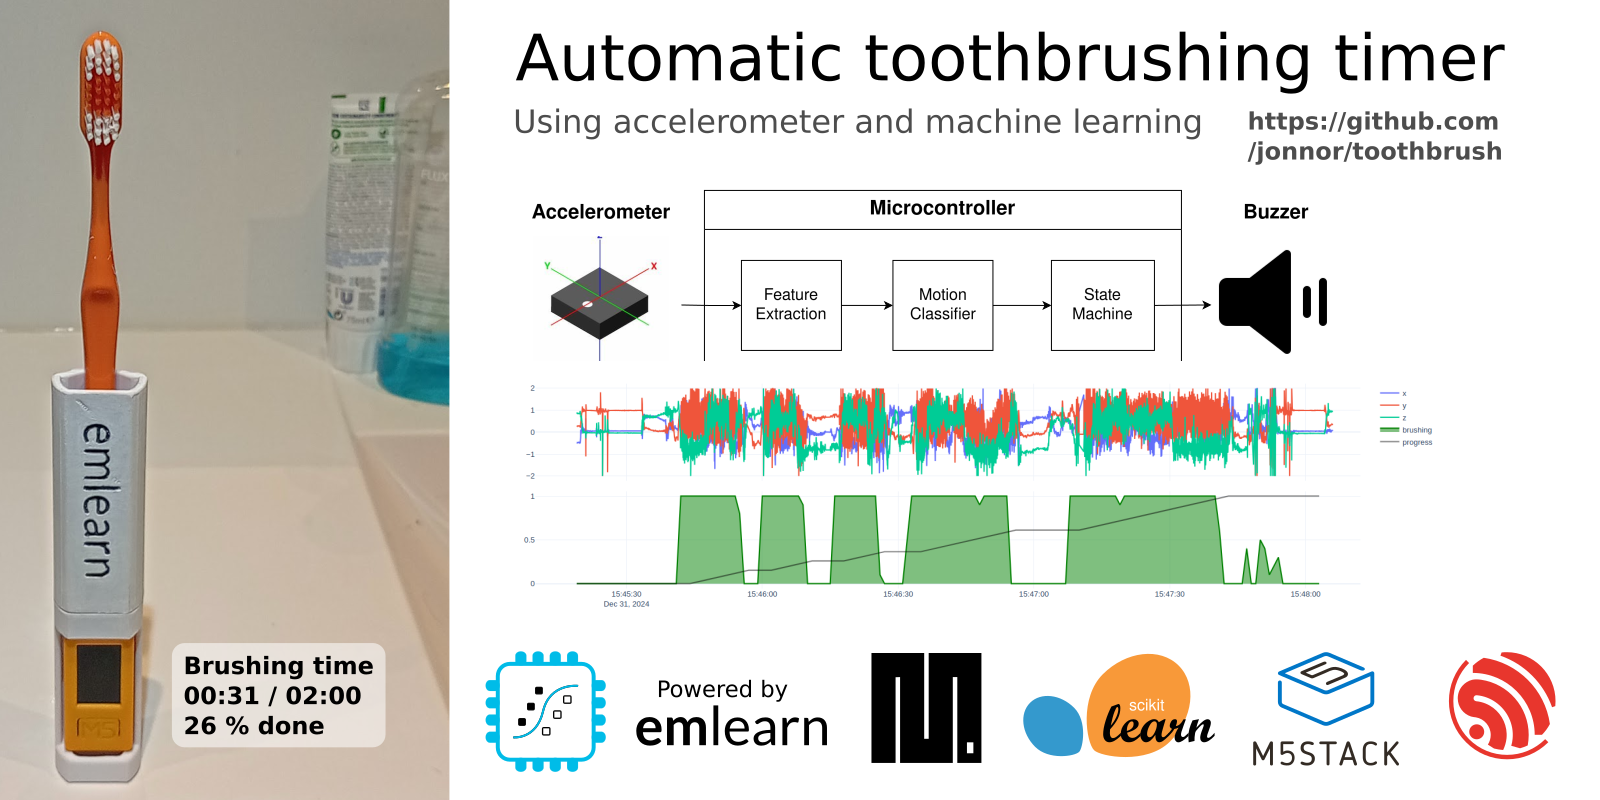 Automatic toothbrushing timer
Using accelerometer and machine learning
https://github.com
/jonnor/toothbrush
Accelerometer
Microcontroller
Buzzer
Z
Y
X
Feature
Extraction
Motion
Classifier
State
Machine
2
1
0
−1
−2
x
y
z
brushing
progress
1
0.5
0
15:45:30
Dec 31, 2024
15:46:00
15:46:30
15:47:00
15:47:30
15:48:00
emlearn
M5
FLUX
Brushing time
00:31 / 02:00
26 % done
Powered by
emlearn
scikit
learn
M5STACK